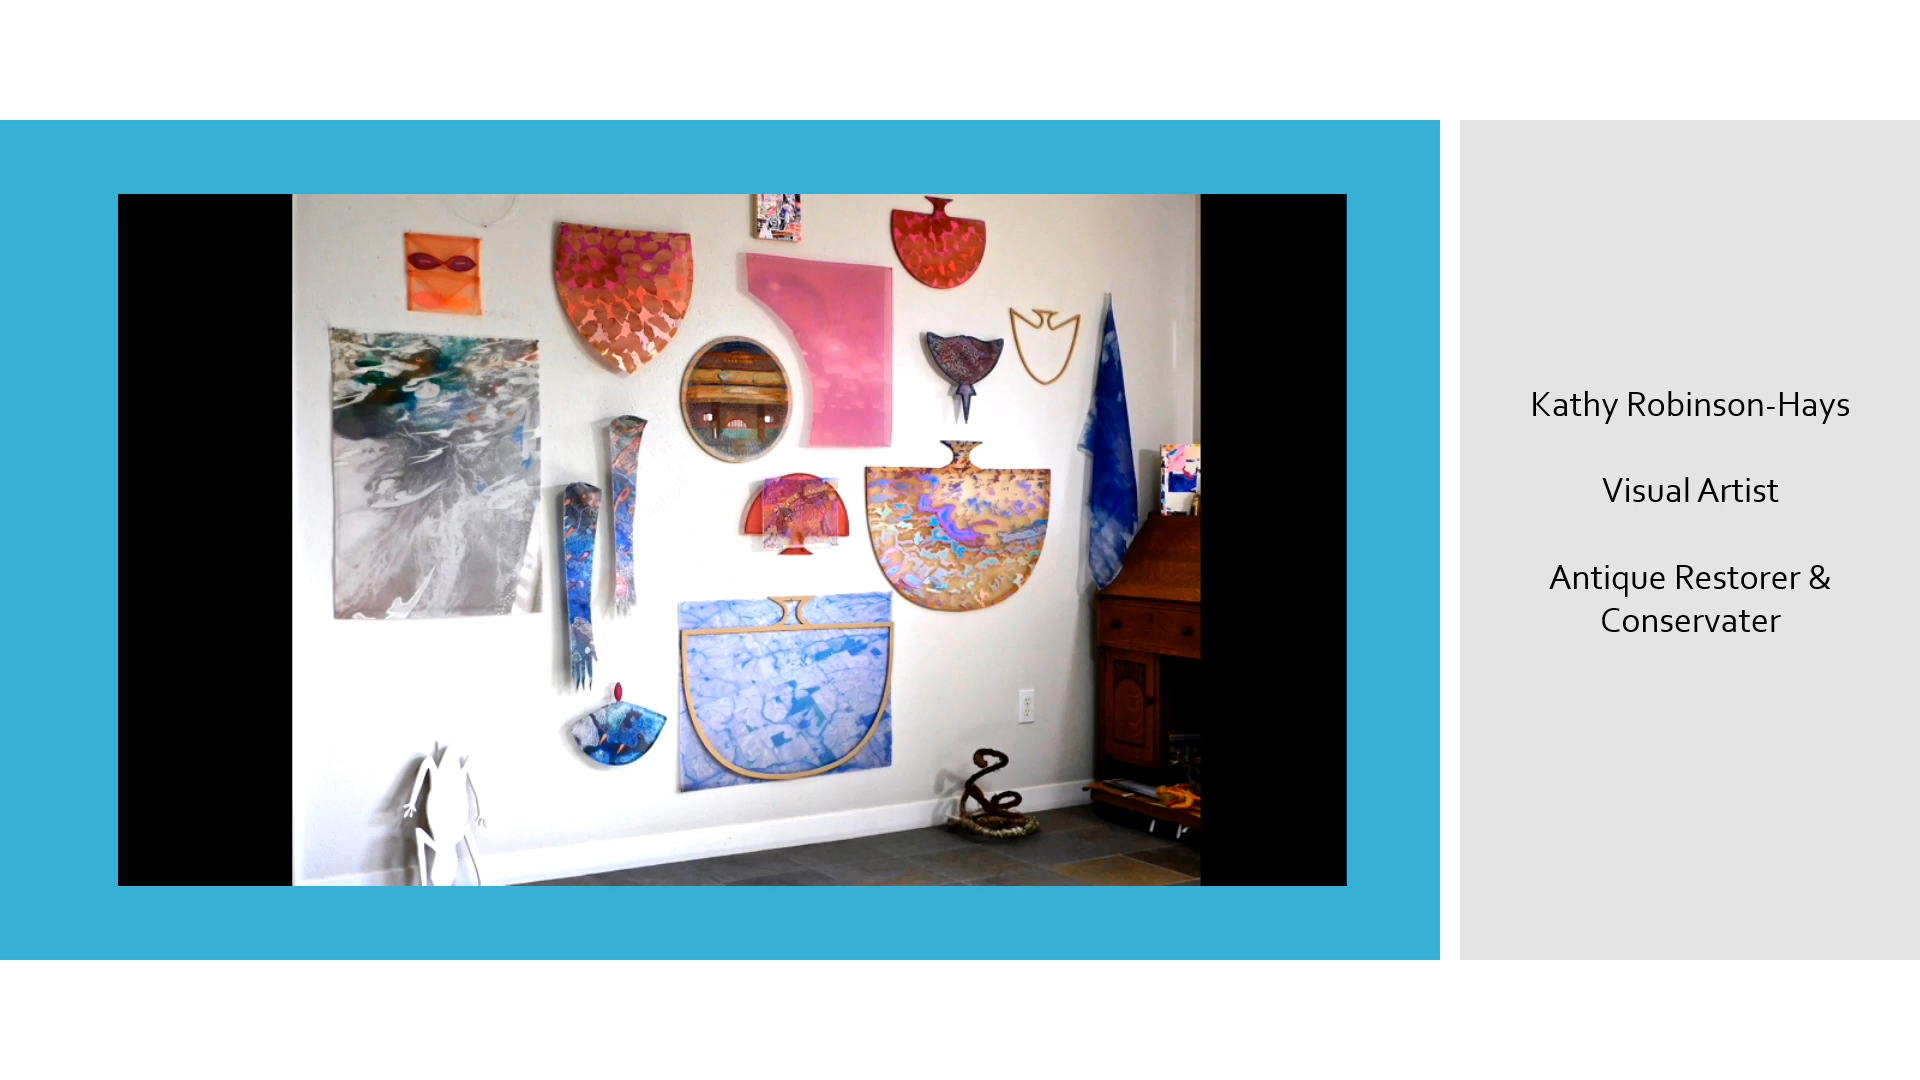 Kathy Robinson-Hays
Visual Artist
Antique Restorer &
Conservater